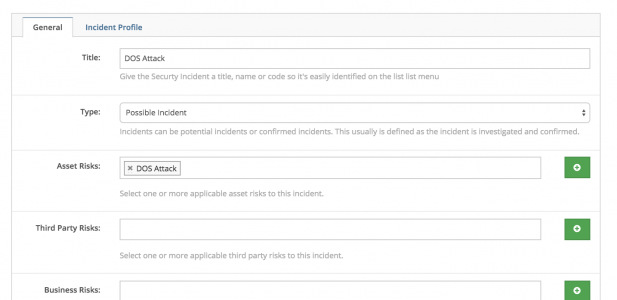 General
Incident Profile
Title:
DOS Attack
Give the Securty Incident a title, name or code so it's easily identified on the list list menu
Type:
Possible Incident
Incidents can be potential incidents or confirmed incidents. This usually is defined as the incident is investigated and confirmed.
Asset Risks:
× DOS Attack
Select one or more applicable asset risks to this incident.
Third Party Risks:
Select one or more applicable third party risks to this incident.
Business Risks: